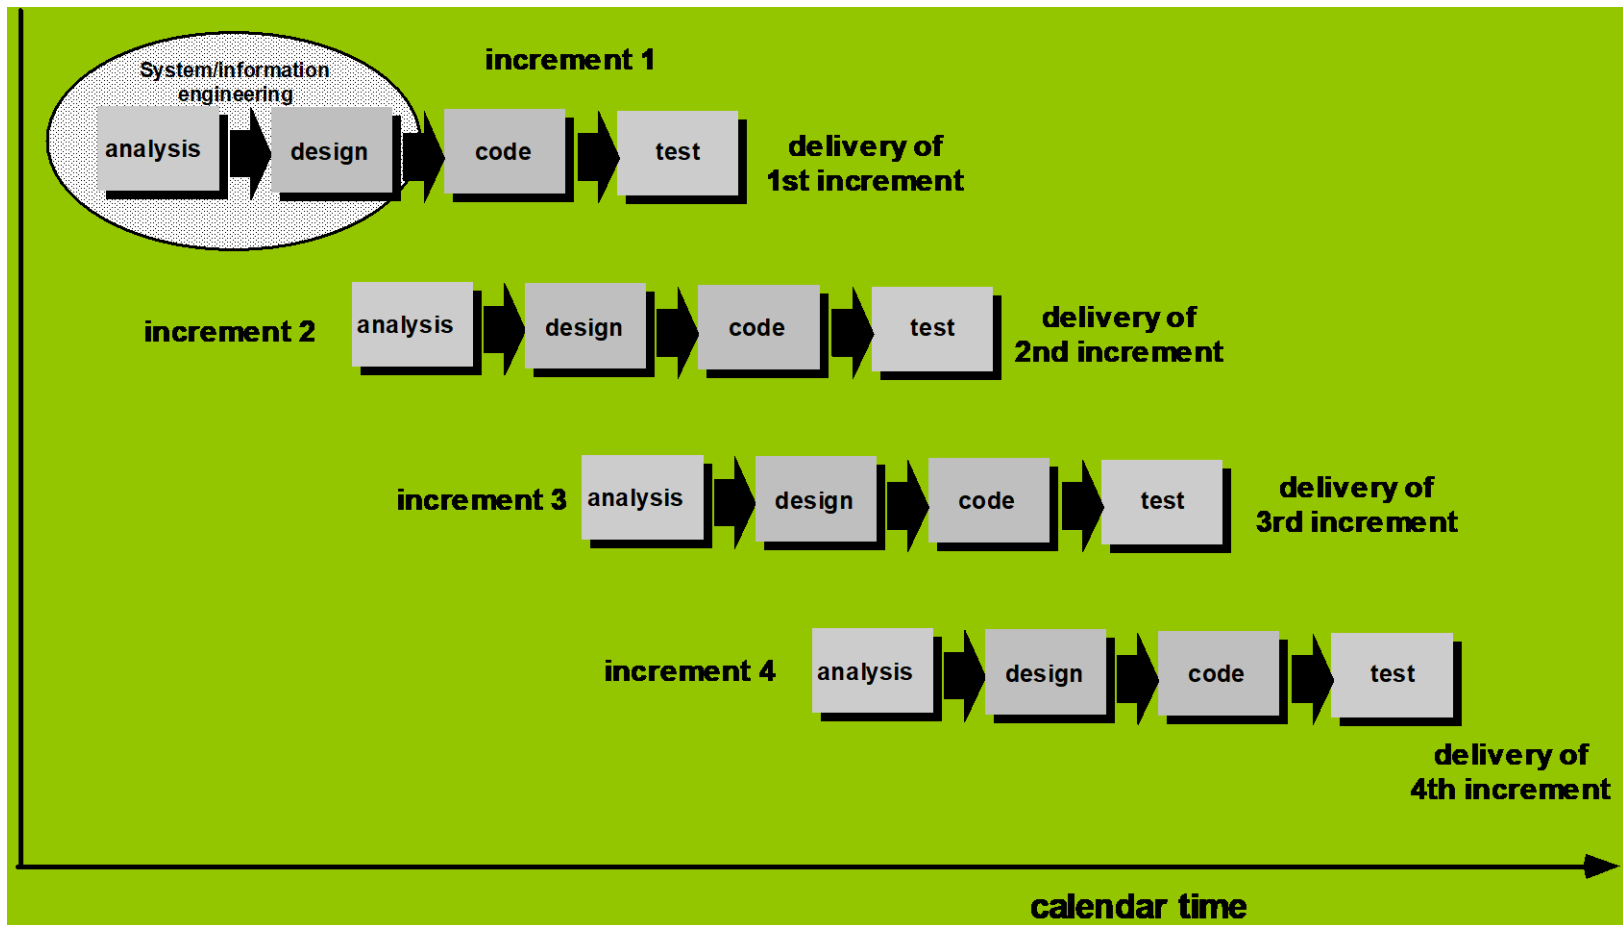 increment 1
System/information
engineering
analysis
design
code
test
delivery of
1st increment
increment 2
analysis
design
code
test
delivery of
2nd increment
increment 3
analysis
design
code
test
delivery of
3rd increment
increment 4
analysis
design
code
test
delivery of
4th increment
calendar time